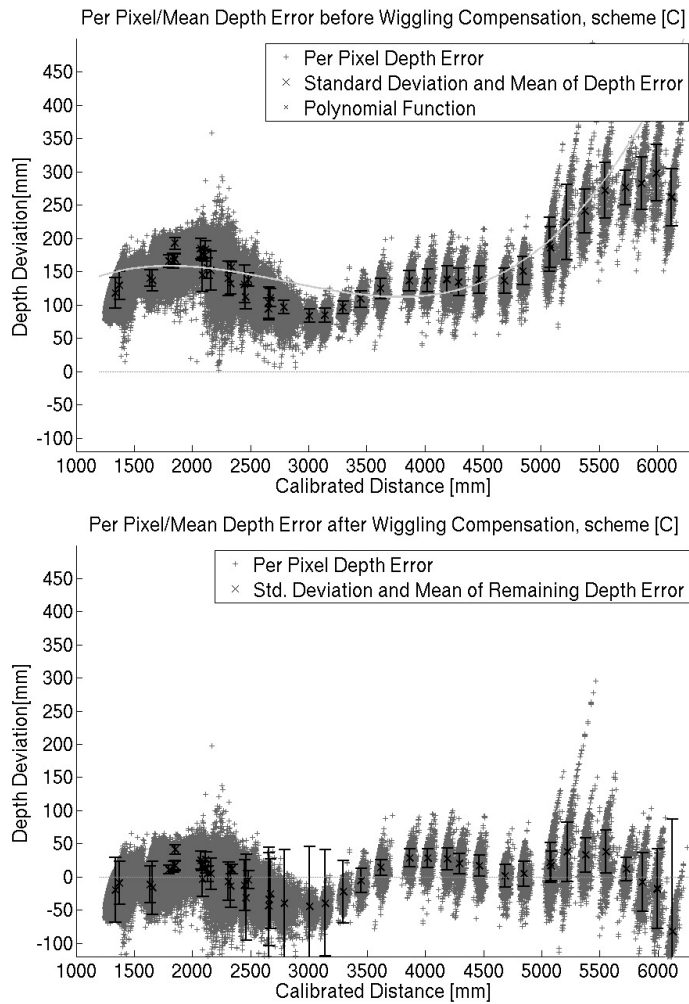 Per Pixel/Mean Depth Error before Wiggling Compensation, scheme [C]
Per Pixel Depth Error
Standard Deviation and Mean of Depth Error
Polynomial Function
Depth Deviation[mm]
450
400
350
300
250
200
150
100
50
0
-50
-100
1000 1500 2000 2500 3000 3500 4000 4500 5000 5500 6000
Calibrated Distance [mm]
Per Pixel/Mean Depth Error after Wiggling Compensation, scheme [C]
Per Pixel Depth Error
Std. Deviation and Mean of Remaining Depth Error
Depth Deviation[mm]
450
400
350
300
250
200
150
100
50
0
-50
-100
1000 1500 2000 2500 3000 3500 4000 4500 5000 5500 6000
Calibrated Distance [mm]